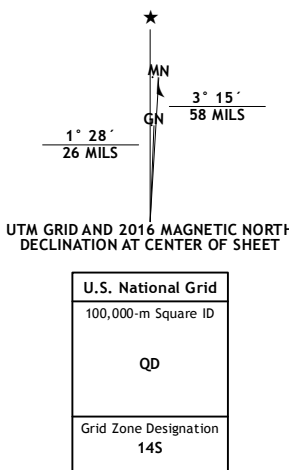 ★
MN
3° 15´
58 MILS
GN
1° 28´
26 MILS
UTM GRID AND 2016 MAGNETIC NORTH
DECLINATION AT CENTER OF SHEET
U.S. National Grid
100,000-m Square ID
QD
Grid Zone Designation
14S